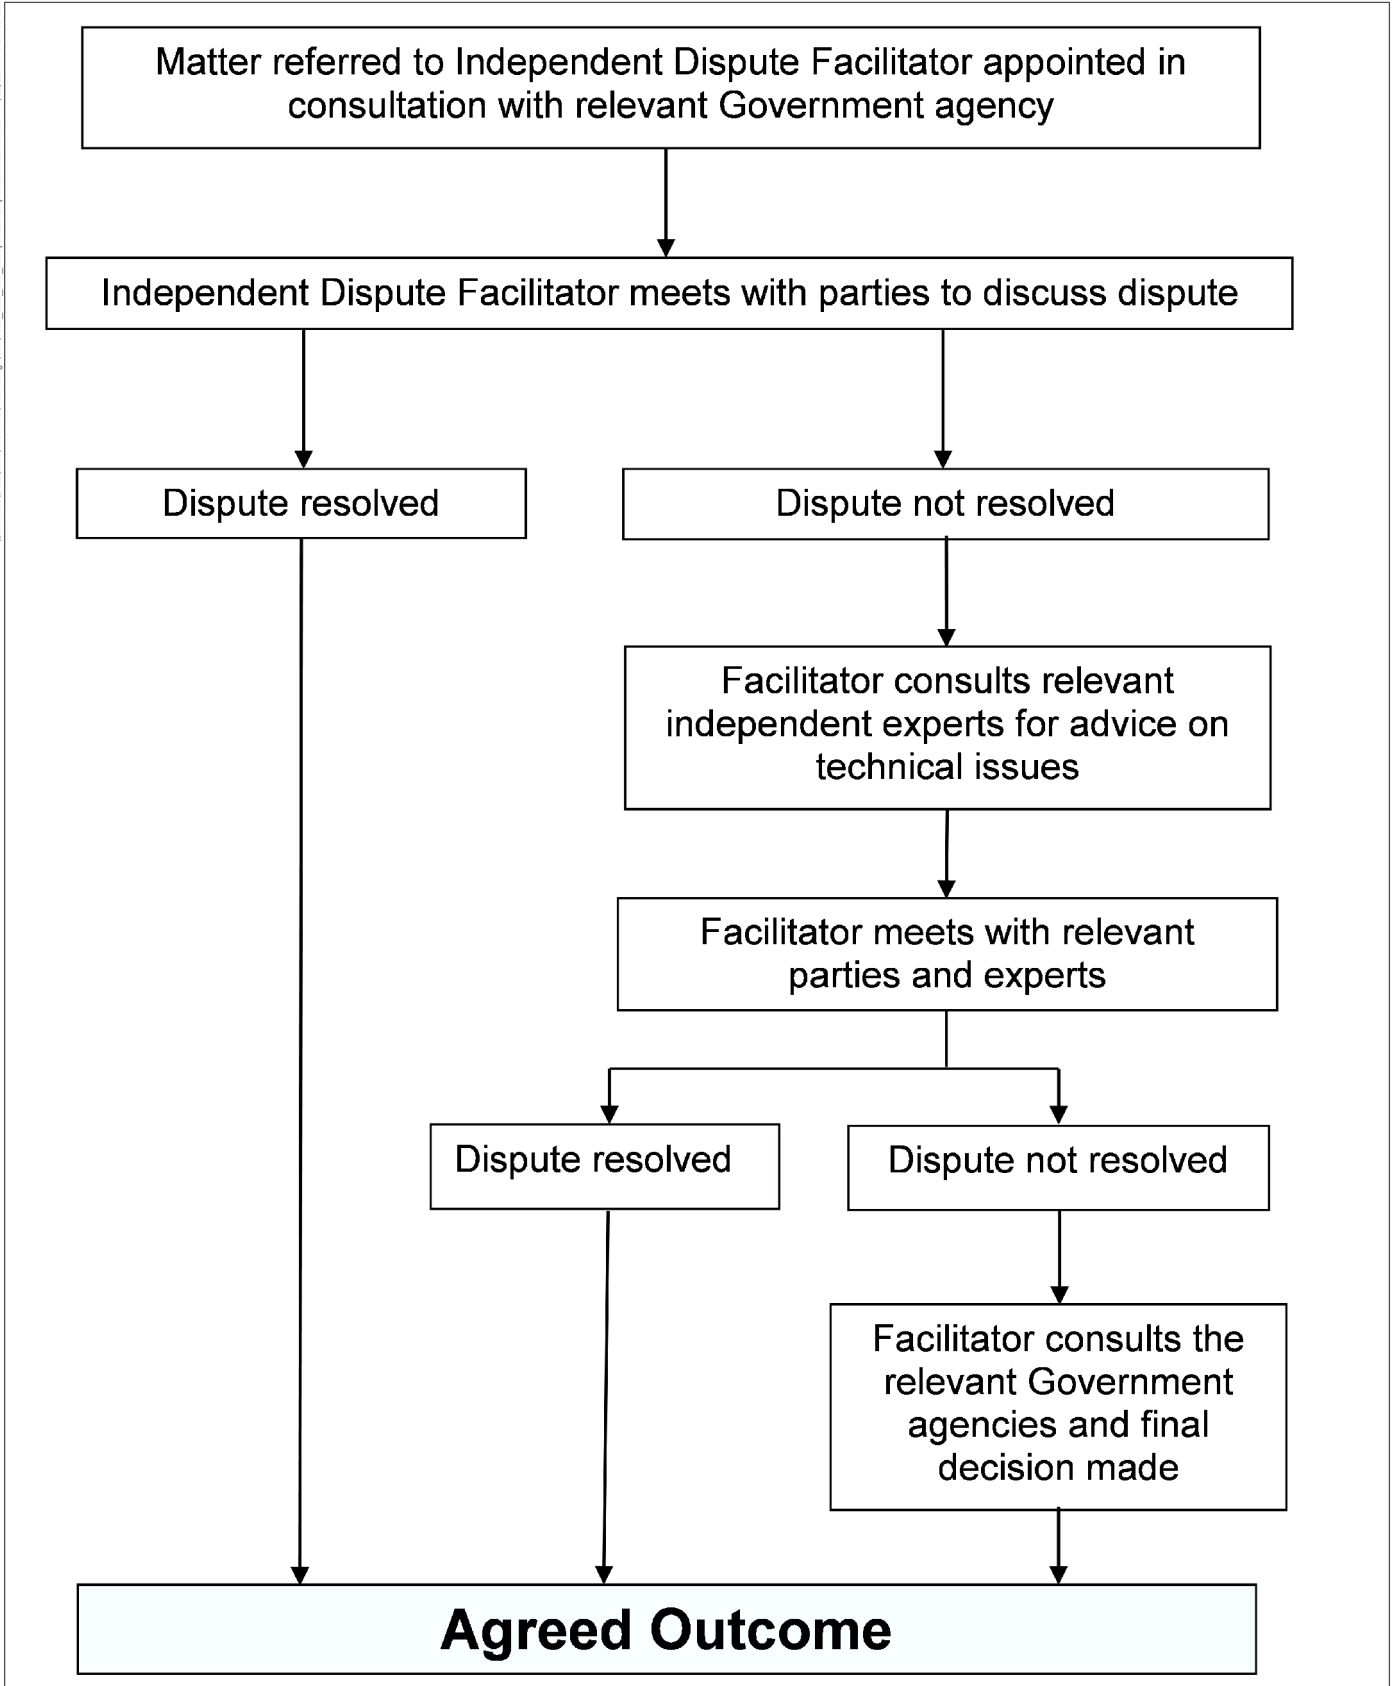 Matter referred to Independent Dispute Facilitator appointed in
consultation with relevant Government agency
Independent Dispute Facilitator meets with parties to discuss dispute
Dispute resolved
Dispute not resolved
Facilitator consults relevant
independent experts for advice on
technical issues
Facilitator meets with relevant
parties and experts
Dispute resolved
Dispute not resolved
Facilitator consults the
relevant Government
agencies and final
decision made
Agreed Outcome